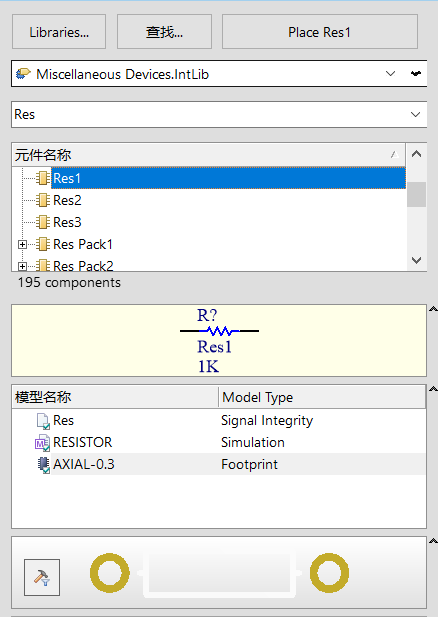 Libraries... 查找... Place Res1
Miscellaneous Devices.IntLib
Res
元件名称
Res1
Res2
Res3
Res Pack1
Res Pack2
195 components
R?
Res1
1K
模型名称 Model Type
Res Signal Integrity
ME RESISTOR Simulation
AXIAL-0.3 Footprint